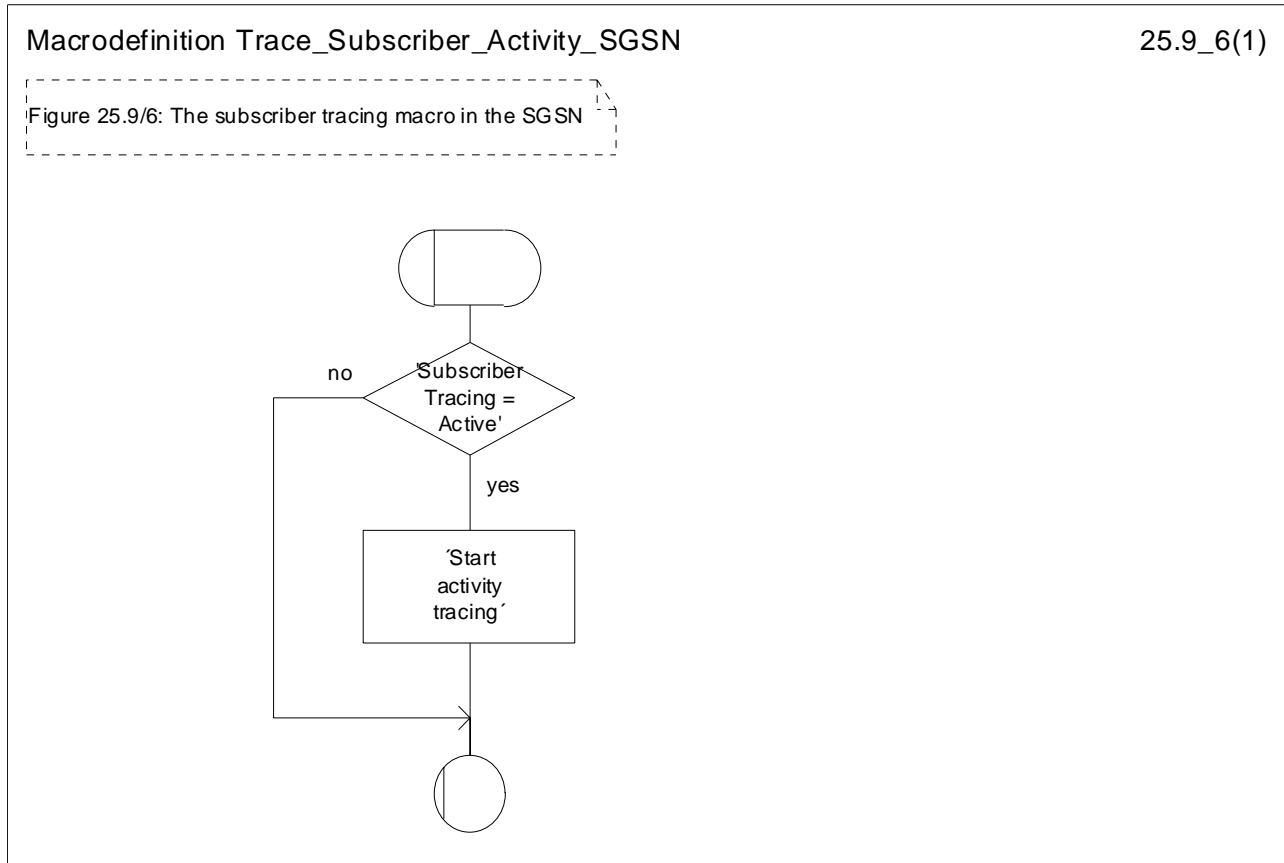 Macrodefinition Trace_Subscriber_Activity_SGSN
25.9_6(1)
Figure 25.9/6: The subscriber tracing macro in the SGSN
no
'Subscriber
Tracing =
Active'
yes
´Start
activity
tracing´